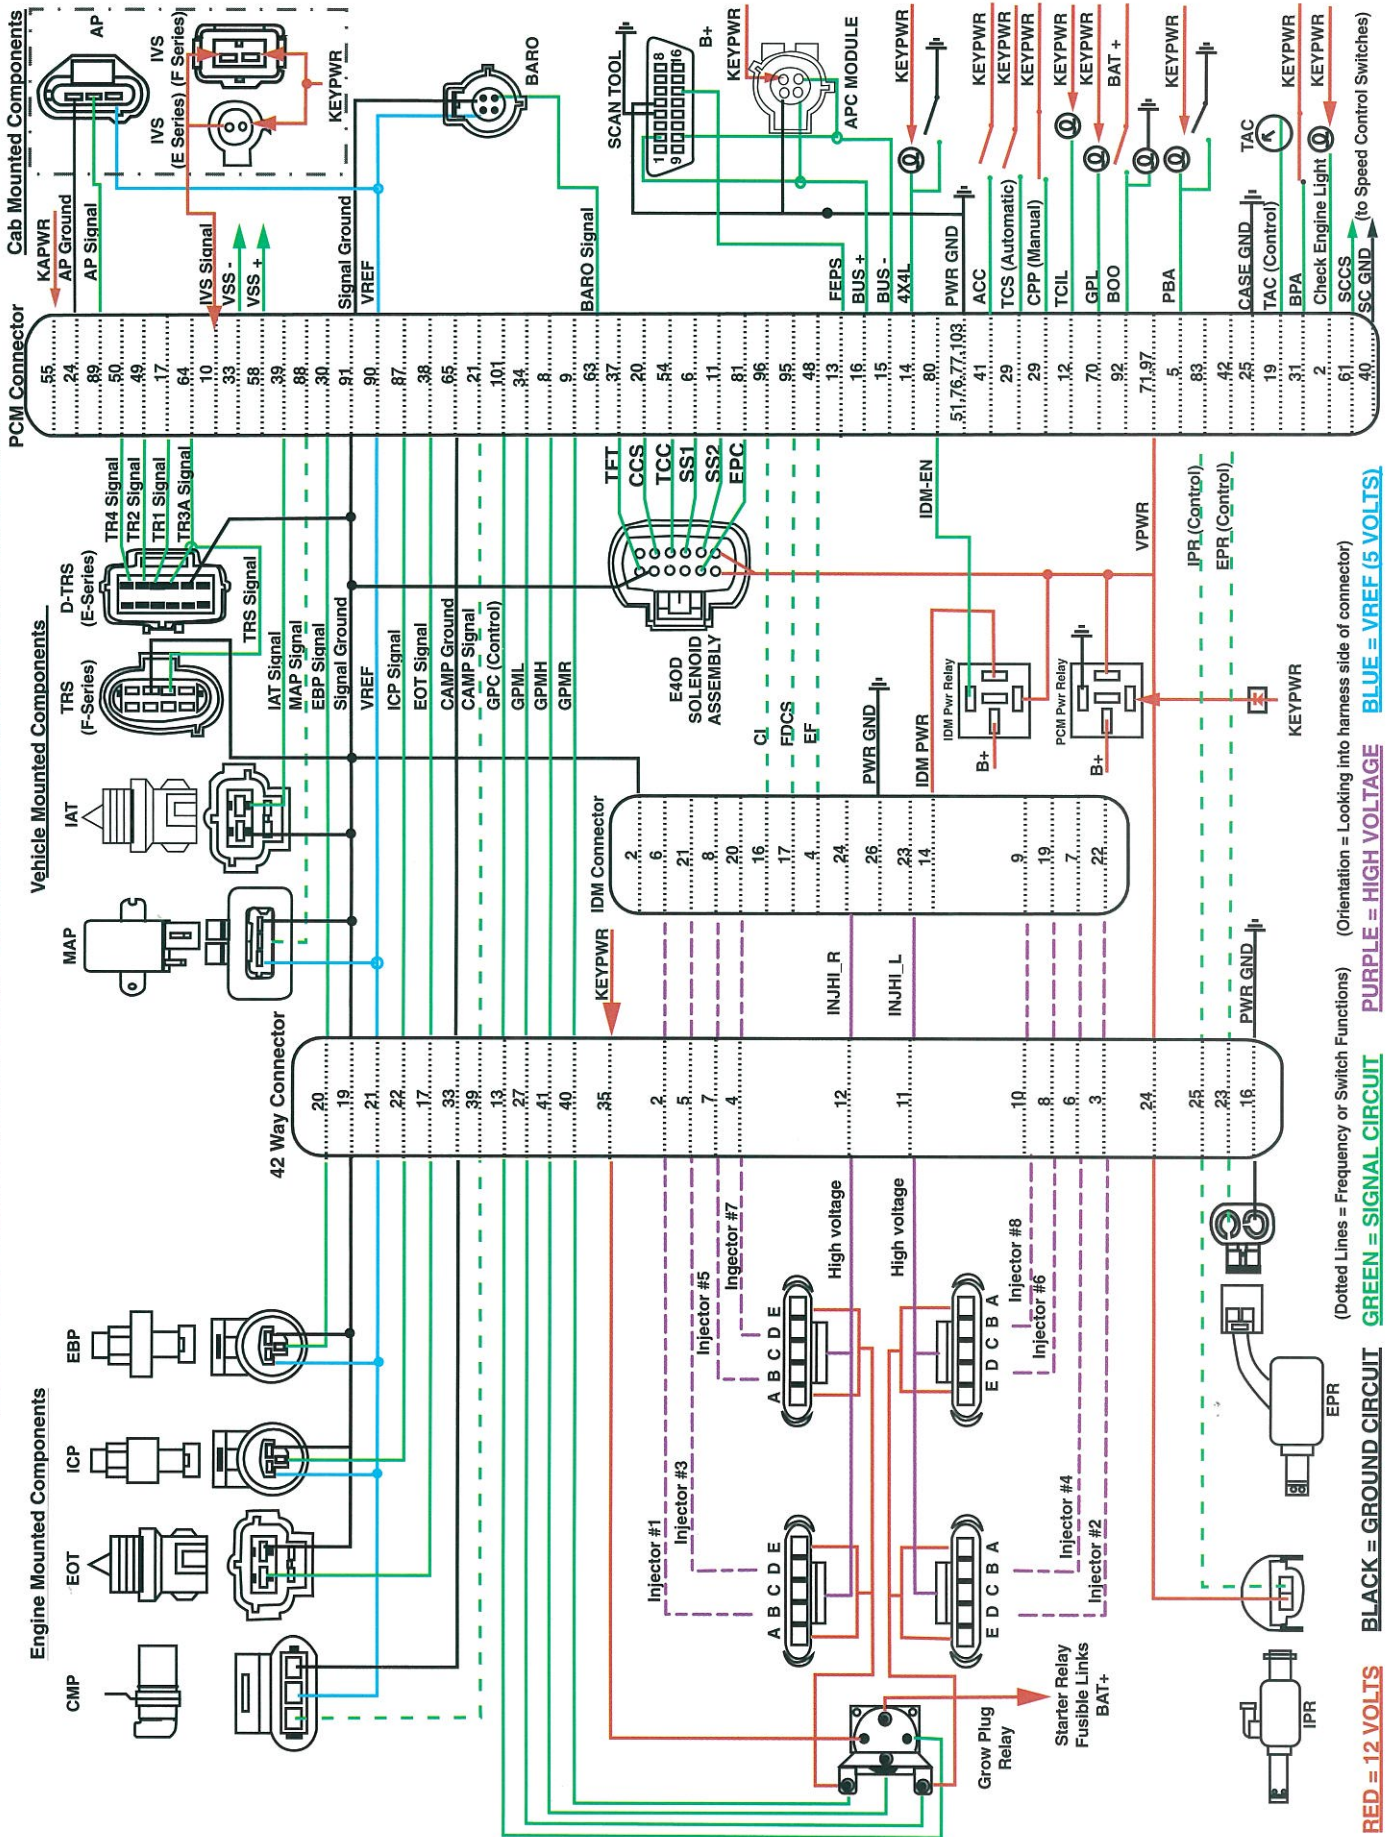 Cab Mounted Components
AP
IVS
(F Series)
IVS
(E Series)
KEYPWR
BARO
SCAN TOOL
1 8
9 16
B+
KEYPWR
APC MODULE
KEYPWR
KEYPWR
KEYPWR
KEYPWR
KEYPWR
KEYPWR
BAT +
KEYPWR
TAC
KEYPWR
KEYPWR
(to Speed Control Switches)
KAPWR
AP Ground
AP Signal
IVS Signal
VSS -
VSS +
Signal Ground
VREF
BARO Signal
FEPS
BUS +
BUS -
4X4L
PWR GND
ACC
TCS (Automatic)
CPP (Manual)
TCIL
GPL
BOO
PBA
CASE GND
TAC (Control)
BPA
Check Engine Light
SCCS
SC GND
PCM Connector
55
24
89
50
49
17
64
10
33
58
39
88
30
91
90
87
38
65
21
101
34
8
9
63
37
20
54
6
11
81
96
95
48
13
16
15
14
80
51,76,77,103
41
29
29
12
70
92
71,97
5
83
42
25
19
31
2
61
40
Vehicle Mounted Components
D-TRS
(E-Series)
TR4 Signal
TR2 Signal
TR1 Signal
TR3A Signal
TRS
(F-Series)
TRS Signal
IAT
MAP
IAT Signal
MAP Signal
EBP Signal
Signal Ground
VREF
ICP Signal
EOT Signal
CAMP Ground
CAMP Signal
GPC (Control)
GPML
GPMH
GPMR
TFT
CCS
TCC
SS1
SS2
EPC
E40D
SOLENOID
ASSEMBLY
CI
FDCS
EF
IDM-EN
PWR GND
IDM PWR
IDM Pwr Relay
B+
PCM Pwr Relay
B+
VPWR
IPR (Control)
EPR (Control)
KEYPWR
IDM Connector
2
6
21
8
20
16
17
4
24
26
23
14
9
19
7
22
KEYPWR
INJHI_R
INJHI_L
PWR GND
42 Way Connector
20
19
21
22
17
33
39
13
27
41
40
35
2
5
7
4
12
11
10
8
6
3
24
25
23
16
Engine Mounted Components
EBP
ICP
EOT
CMP
Injector #1
Injector #3
Injector #5
Ingector #7
High voltage
High voltage
Injector #8
Injector #6
Injector #4
Injector #2
A B C D E
E D C B A
A B C D E
E D C B A
Grow Plug
Relay
Starter Relay
Fusible Links
BAT+
EPR
IPR
(Dotted Lines = Frequency or Switch Functions)
(Orientation = Looking into harness side of connector)
RED = 12 VOLTS
BLACK = GROUND CIRCUIT
GREEN = SIGNAL CIRCUIT
PURPLE = HIGH VOLTAGE
BLUE = VREF (5 VOLTS)